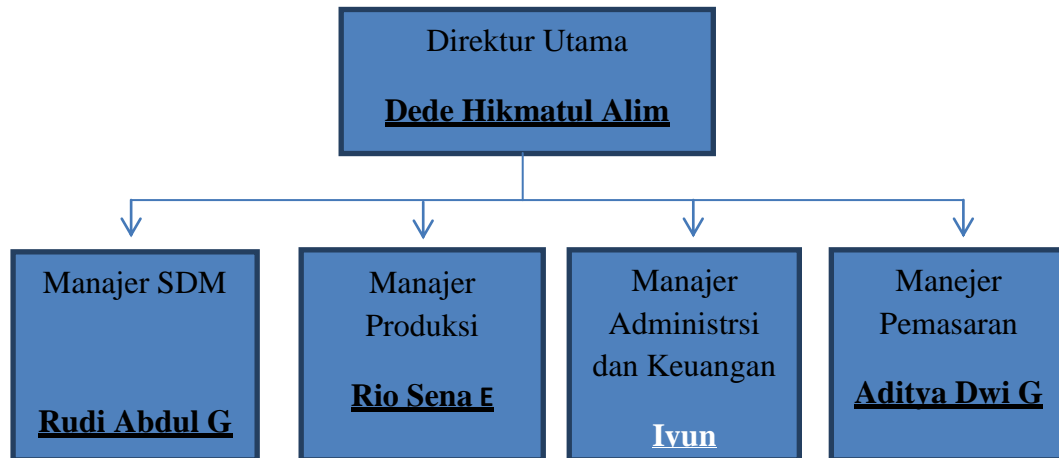 Direktur Utama
Dede Hikmatul Alim
Manajer SDM
Rudi Abdul G
Manajer
Produksi
Rio Sena E
Manajer
Administrsi
dan Keuangan
Iyun
Manejer
Pemasaran
Aditya Dwi G